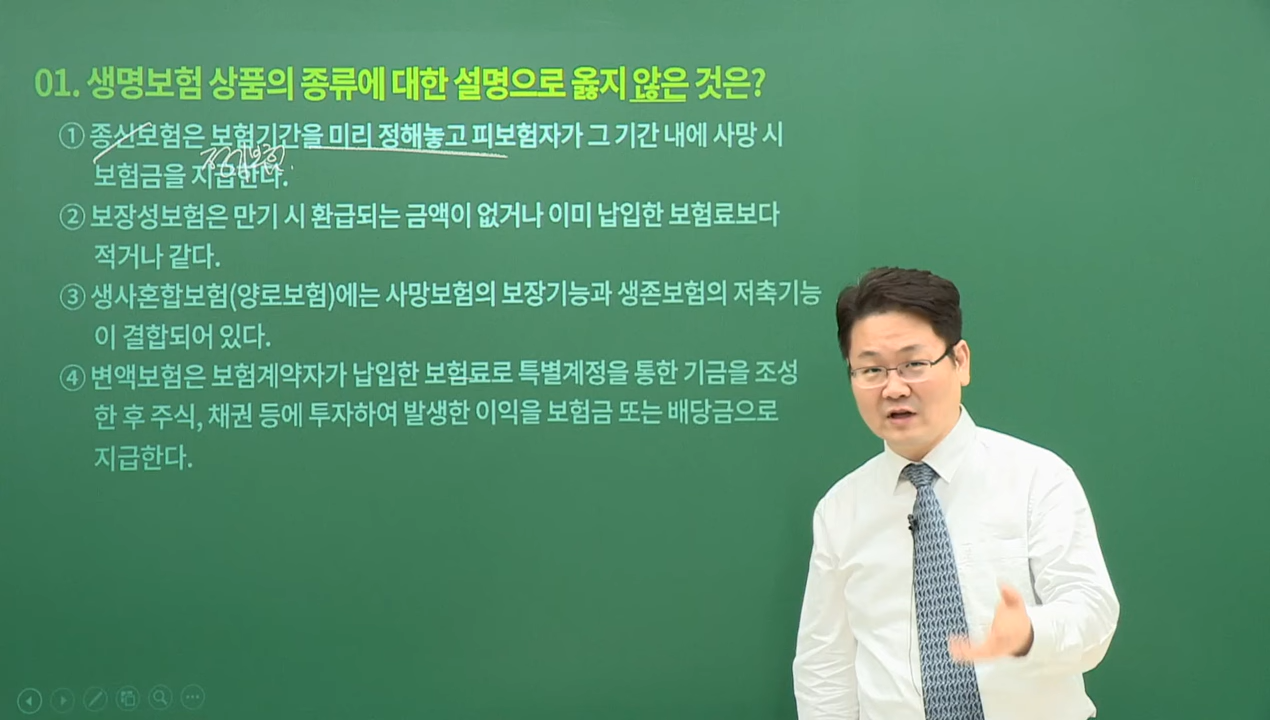 01. 생명보험 상품의 종류에 대한 설명으로 옳지 않은 것은?
① 종신보험은 보험기간을 미리 정해놓고 피보험자가 그 기간 내에 사망 시
정기보험.
보험금을 지급한다.
② 보장성보험은 만기 시 환급되는 금액이 없거나 이미 납입한 보험료보다
적거나 같다.
③ 생사혼합보험(양로보험)에는 사망보험의 보장기능과 생존보험의 저축기능
이 결합되어 있다.
④ 변액보험은 보험계약자가 납입한 보험료로 특별계정을 통한 기금을 조성
한 후 주식, 채권 등에 투자하여 발생한 이익을 보험금 또는 배당금으로
지급한다.